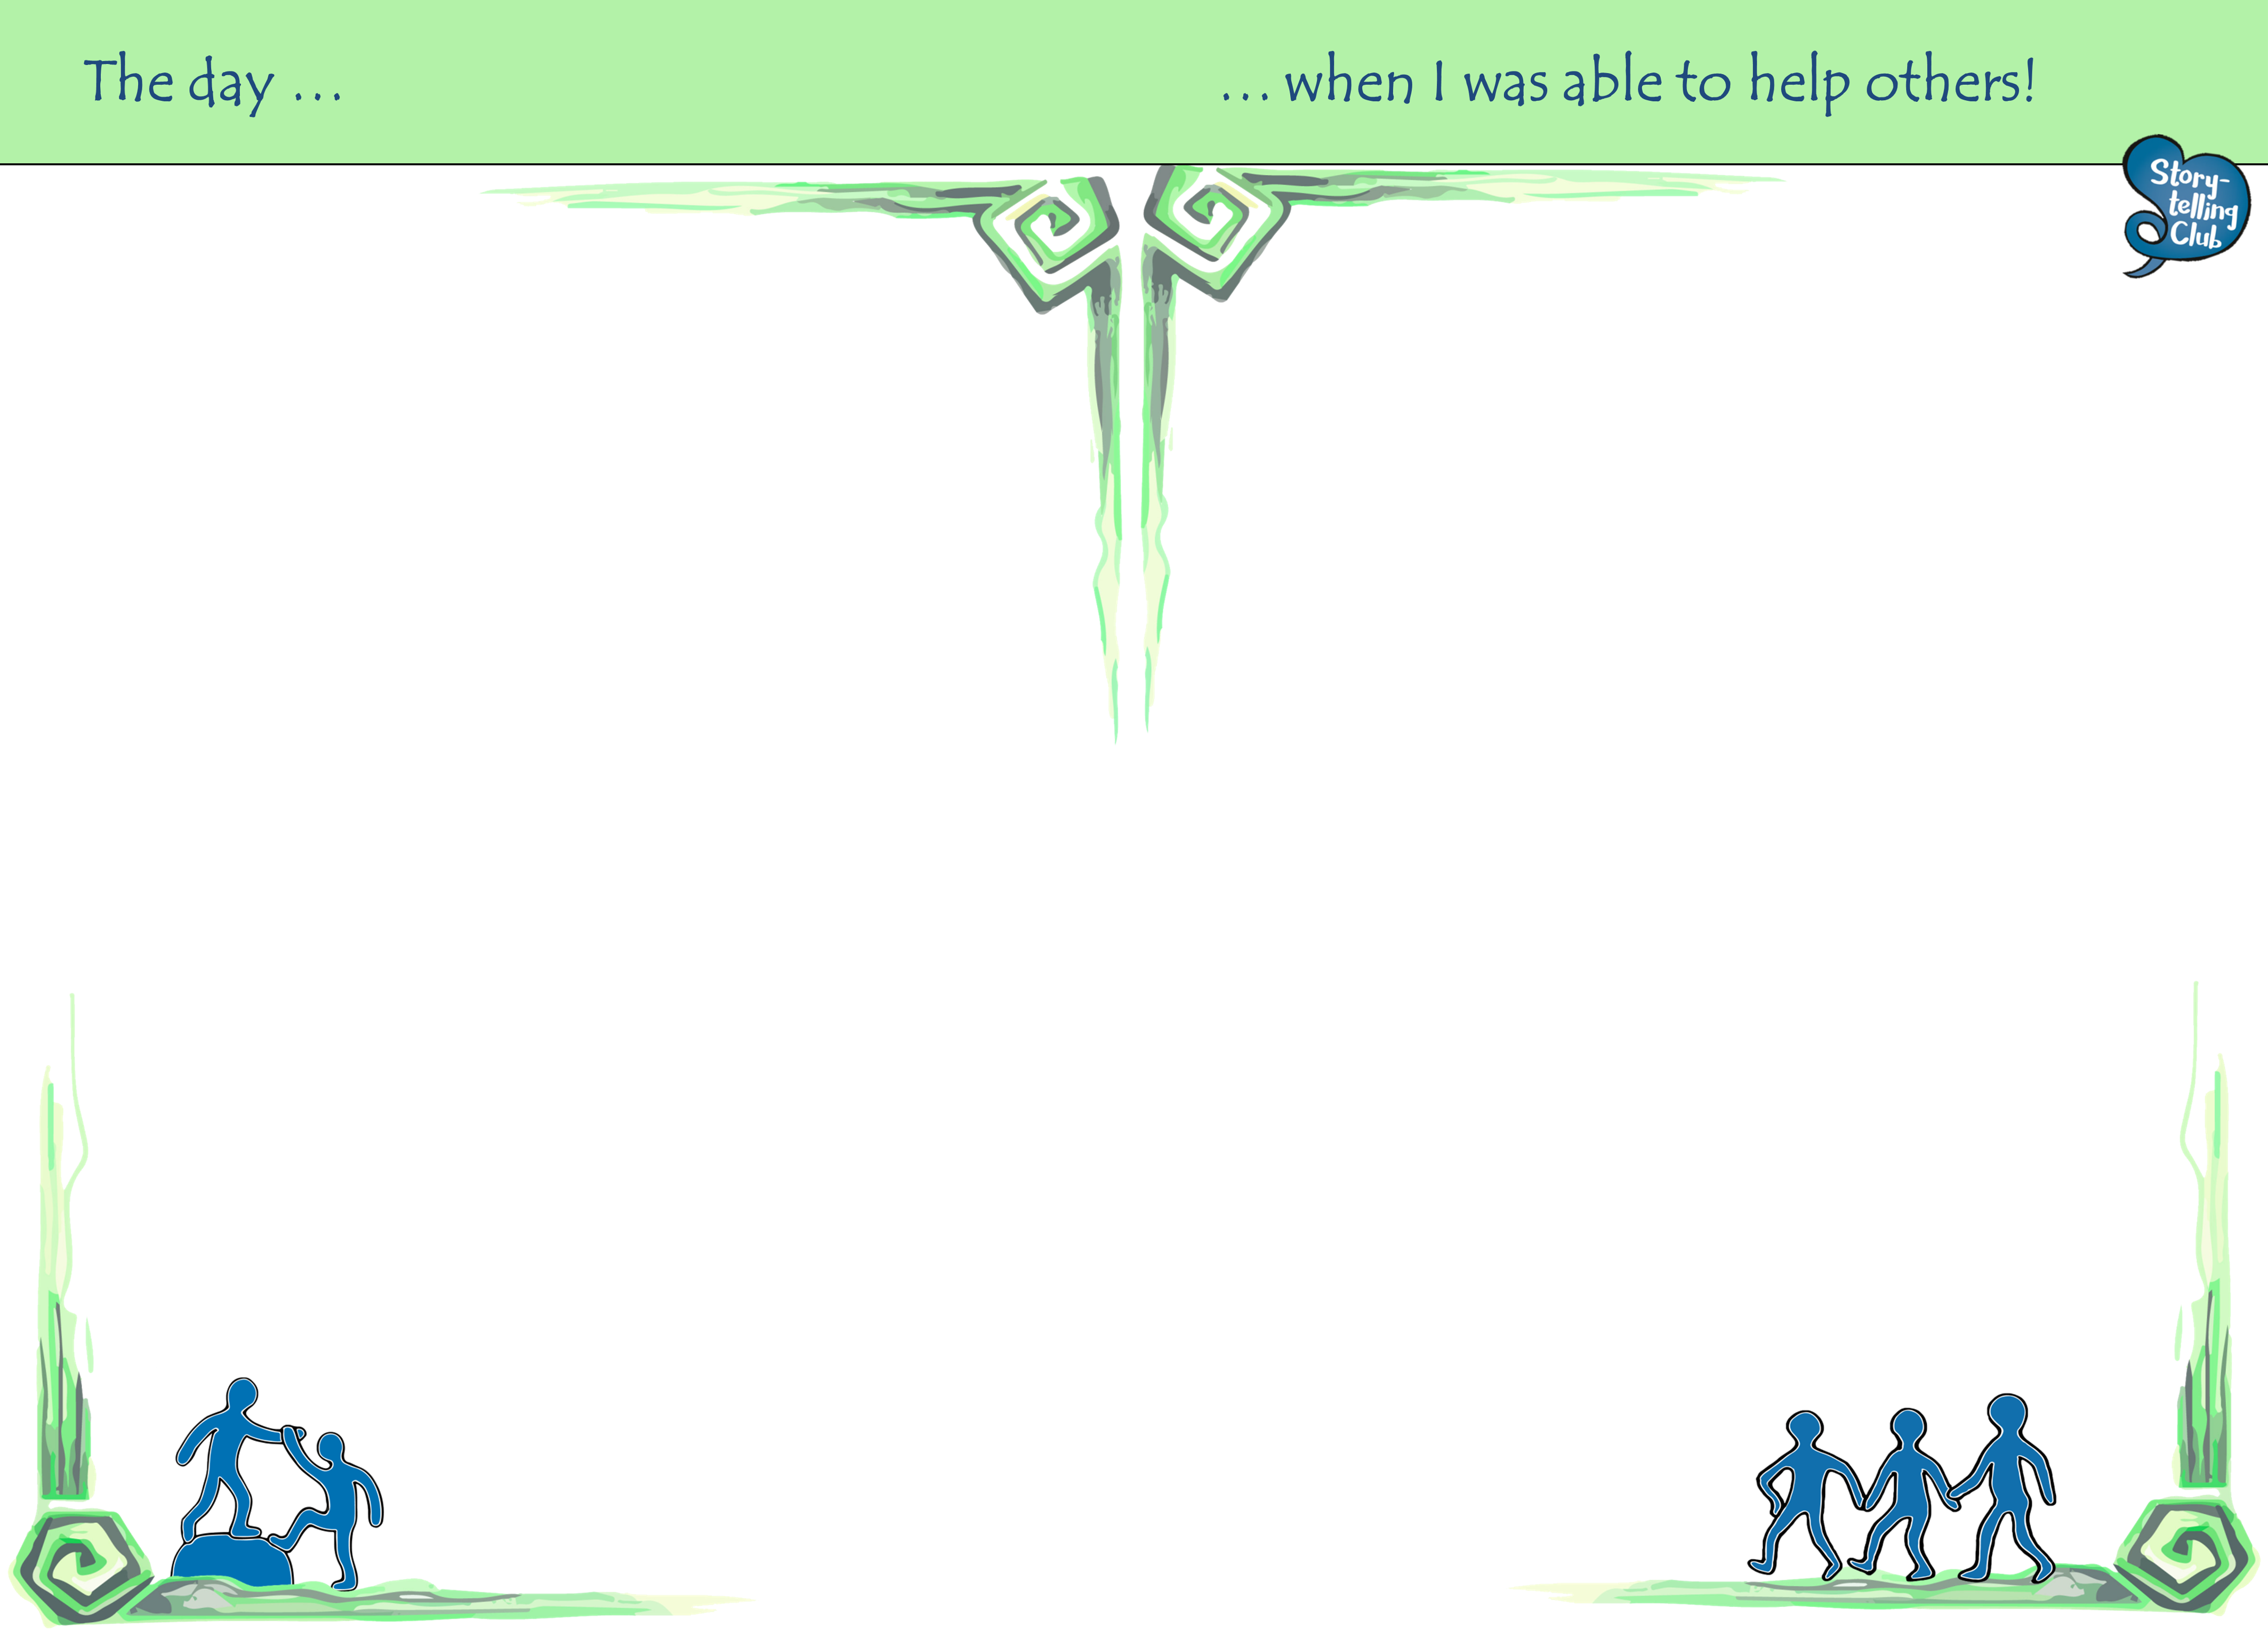 The day ...
... when I was able to help others!
Story-
telling
Club